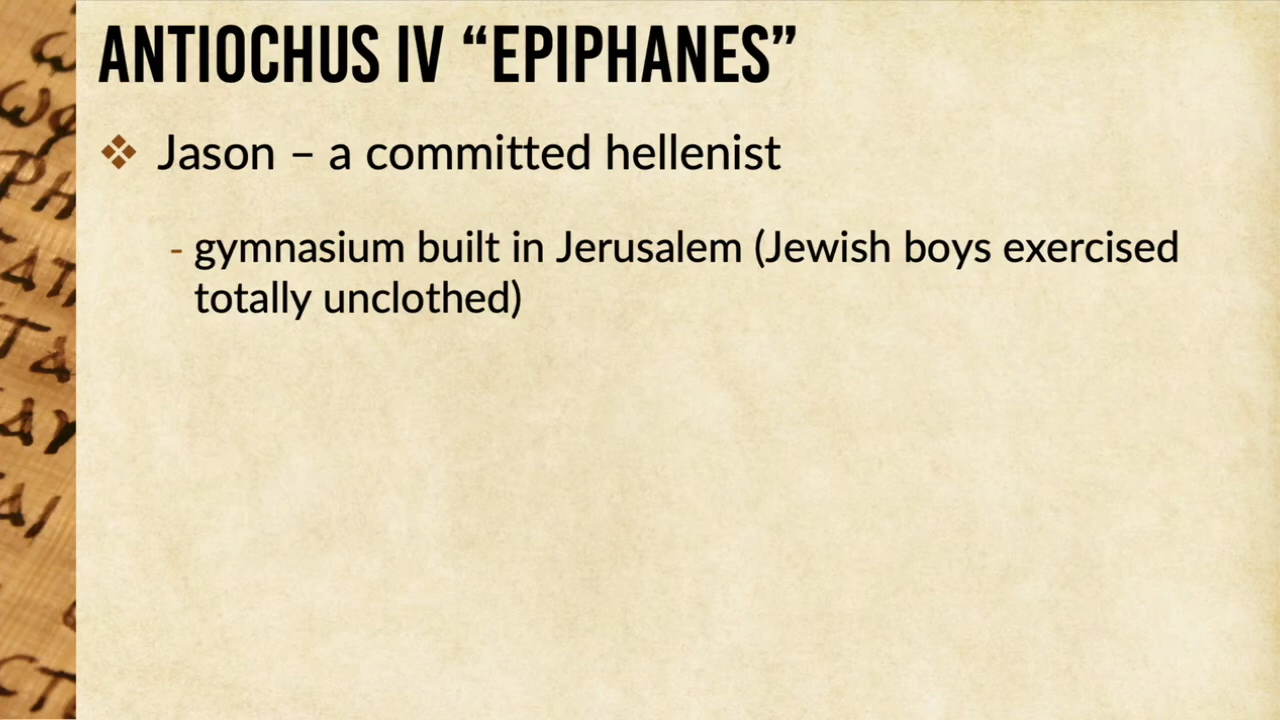 ANTIOCHUS IV “EPIPHANES”
❖ Jason – a committed hellenist
- gymnasium built in Jerusalem (Jewish boys exercised
totally unclothed)